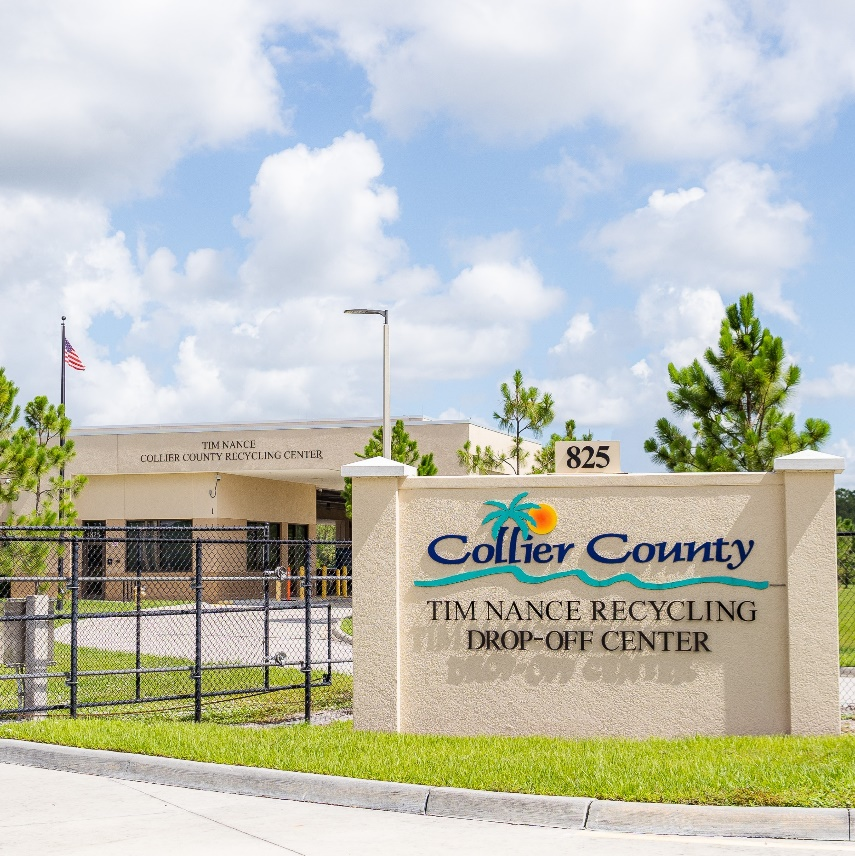 TIM NANCE
COLLIER COUNTY RECYCLING CENTER
825
Collier County
TIM NANCE RECYCLING
DROP-OFF CENTER